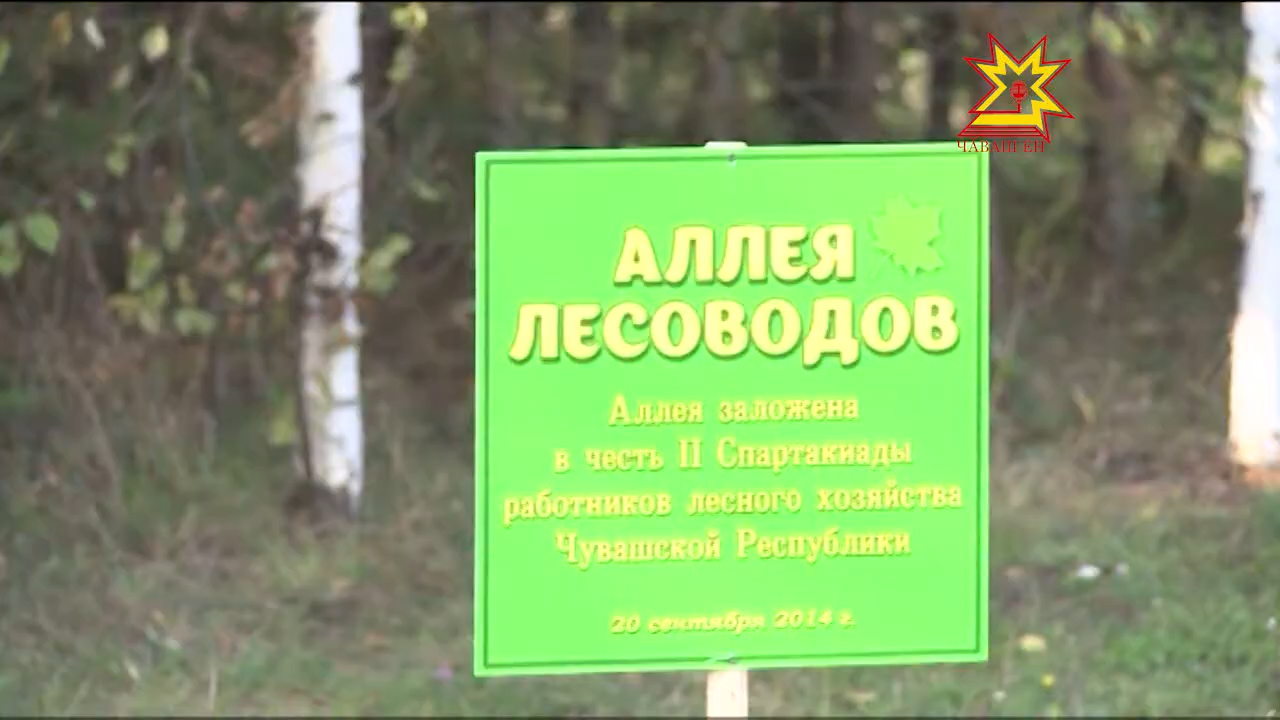 ЧАВАШ ЕН
АЛЛЕЯ
ЛЕСОВОДОВ
Аллея заложена
в честь II Спартакиады
работников лесного хозяйства
Чувашской Республики
20 сентября 2014 г.